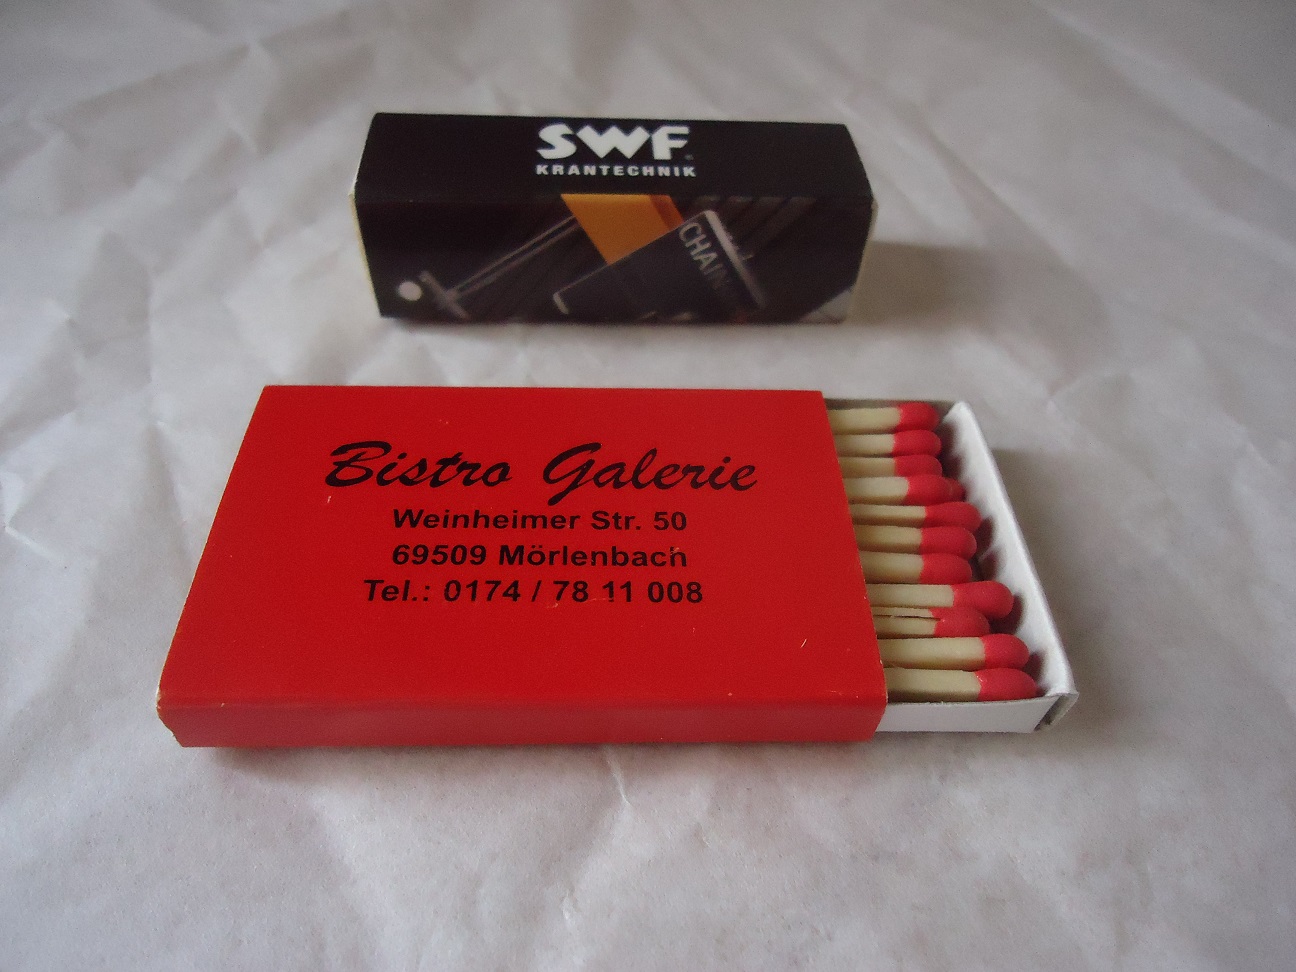 SWF
KRANTECHNIK
CHAIN
Bistro Galerie
Weinheimer Str. 50
69509 Mörlenbach
Tel.: 0174 / 78 11 008